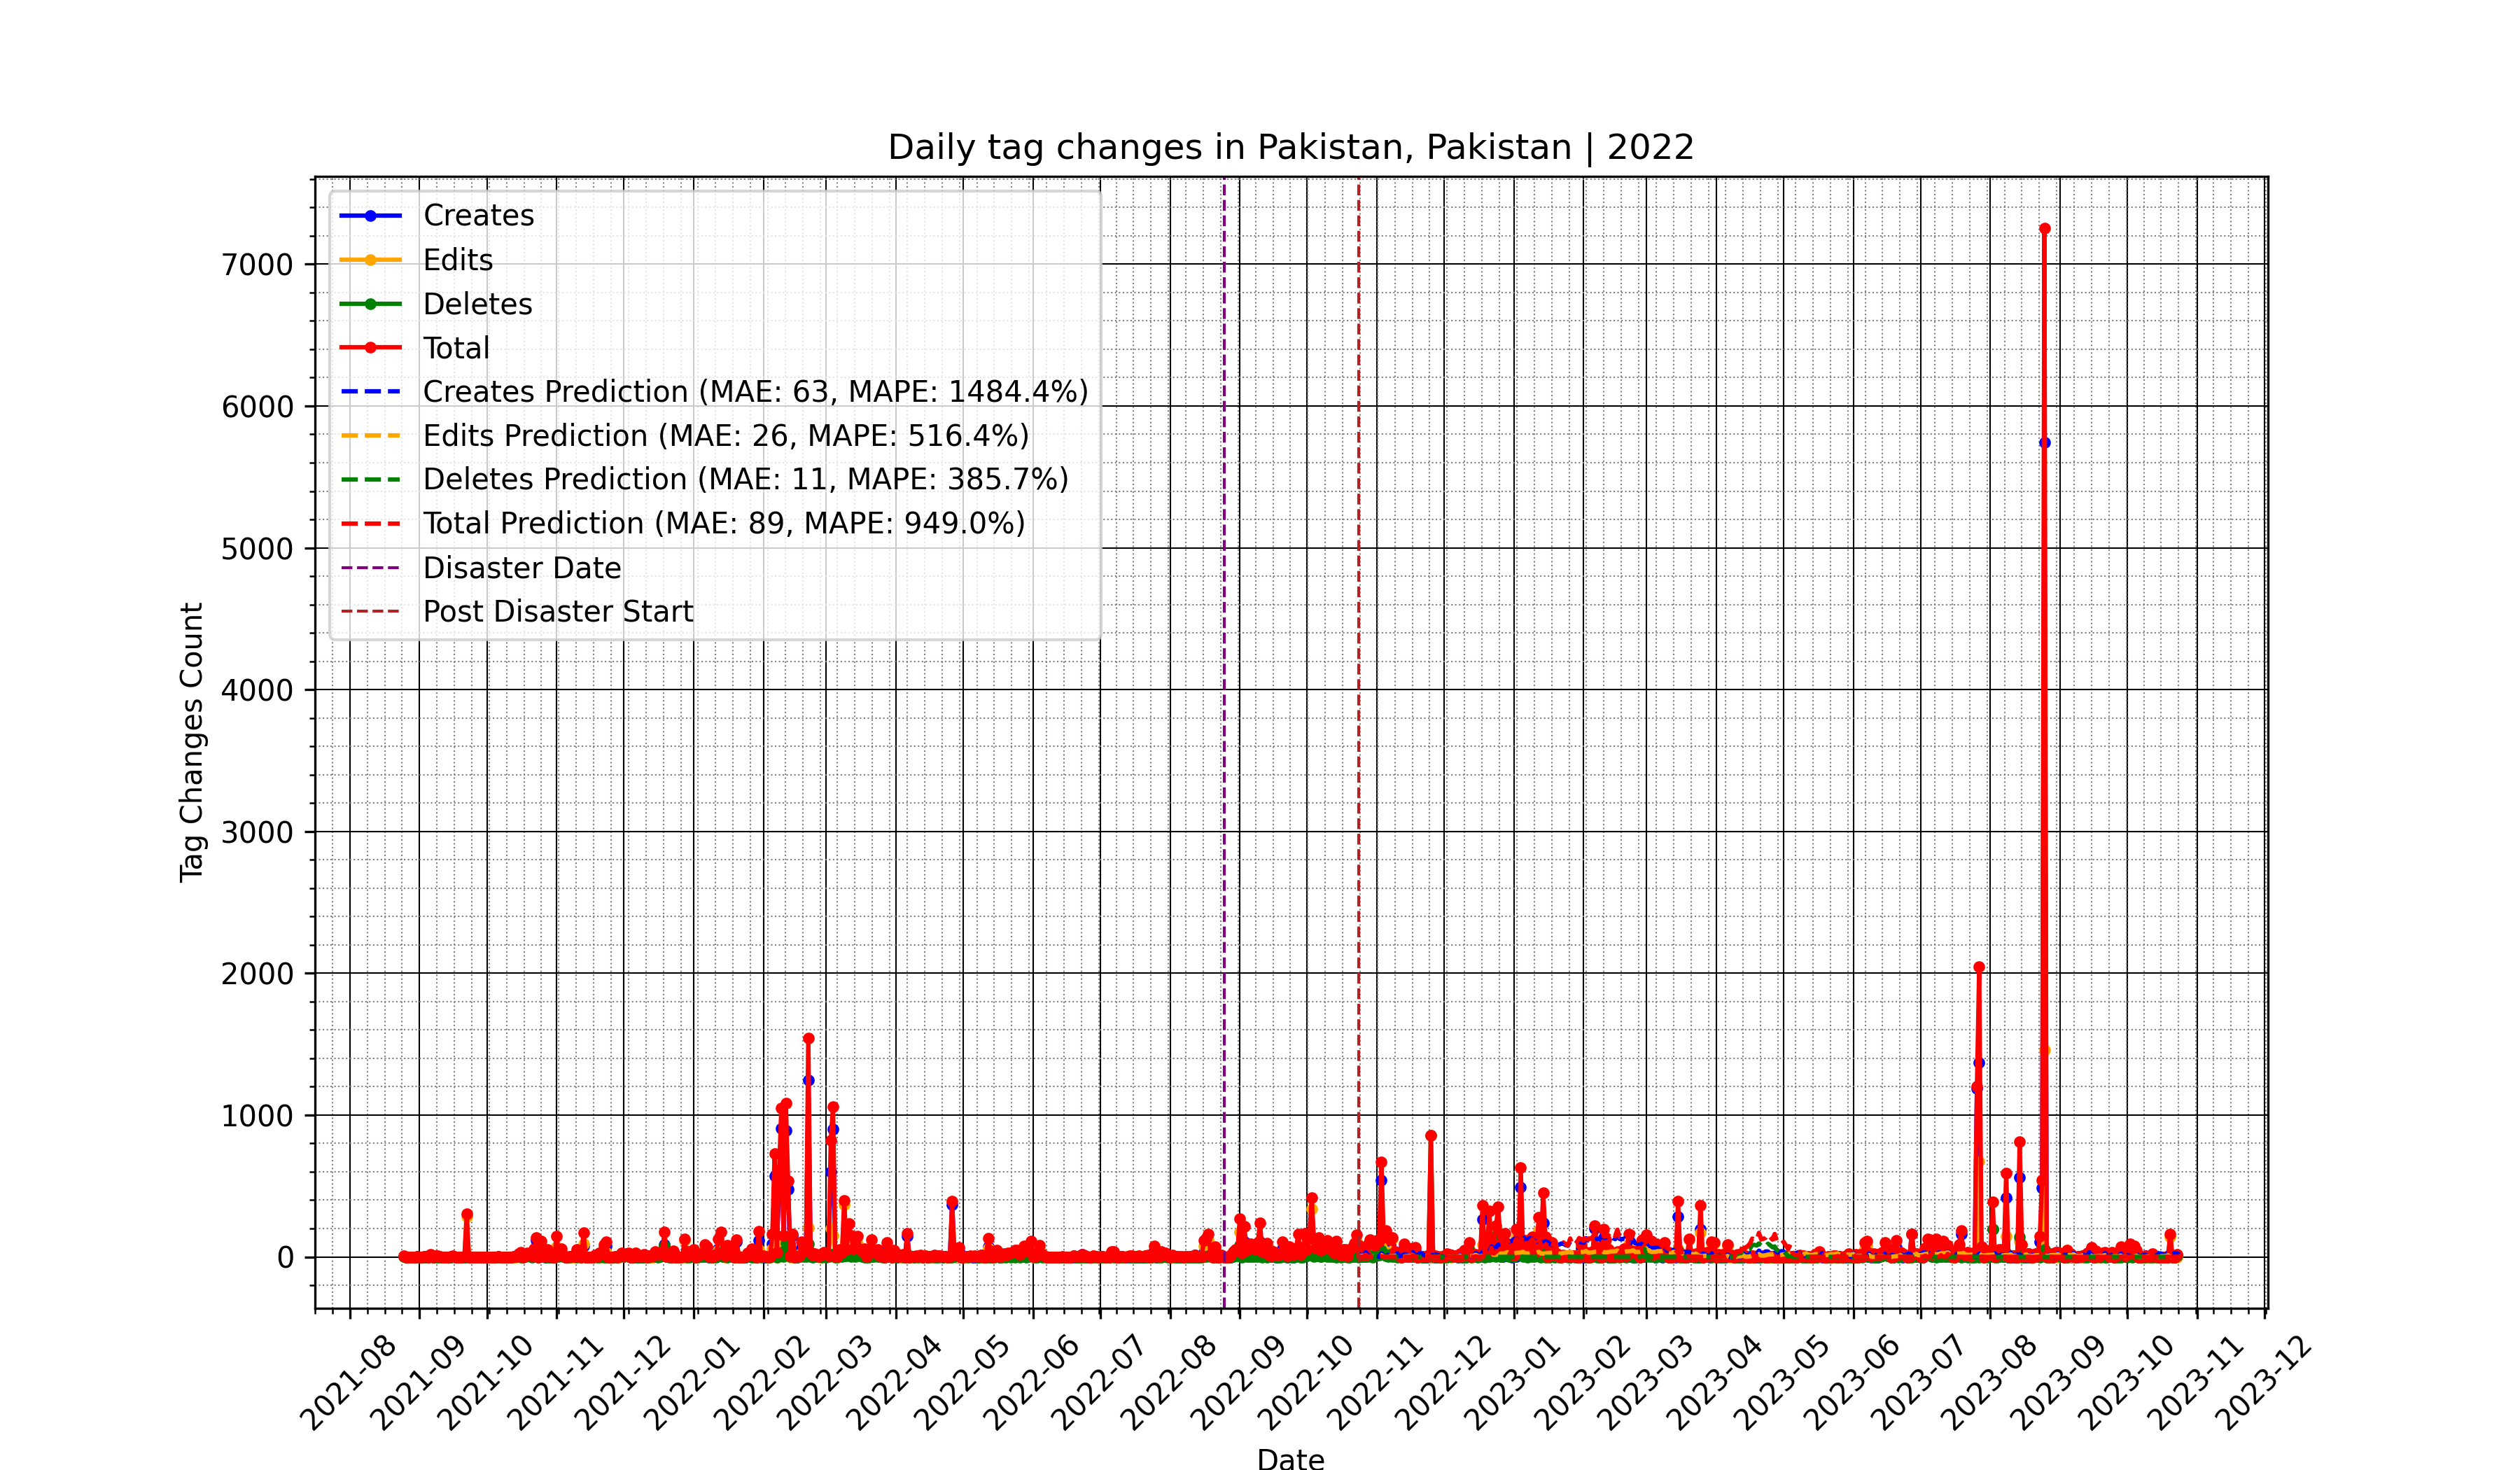 Daily tag changes in Pakistan, Pakistan | 2022
Creates
Edits
Deletes
Total
Creates Prediction (MAE: 63, MAPE: 1484.4%)
Edits Prediction (MAE: 26, MAPE: 516.4%)
Deletes Prediction (MAE: 11, MAPE: 385.7%)
Total Prediction (MAE: 89, MAPE: 949.0%)
Disaster Date
Post Disaster Start
Tag Changes Count
7000
6000
5000
4000
3000
2000
1000
0
2021-08
2021-09
2021-10
2021-11
2021-12
2022-01
2022-02
2022-03
2022-04
2022-05
2022-06
2022-07
2022-08
2022-09
2022-10
2022-11
2022-12
2023-01
2023-02
2023-03
2023-04
2023-05
2023-06
2023-07
2023-08
2023-09
2023-10
2023-11
2023-12
Date